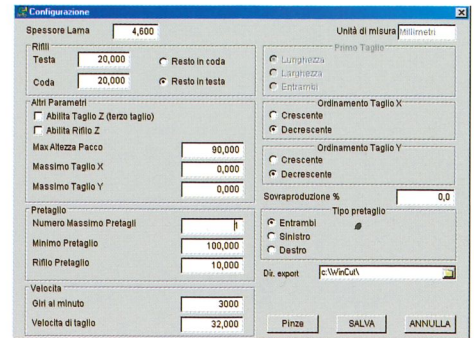 Configurazione
Spessore Lama 4,600
Unità di misura Millimetri
Rifili
Testa 20,000
Resto in coda
Coda 20,000
Resto in testa
Primo Taglio
Lunghezza
Larghezza
Entrambi
Altri Parametri
Abilita Taglio Z (terzo taglio)
Abilita Rifilo Z
Max Altezza Pacco 90,000
Massimo Taglio X 0,000
Massimo Taglio Y 0,000
Ordinamento Taglio X
Crescente
Decrescente
Ordinamento Taglio Y
Crescente
Decrescente
Sovraproduzione % 0,0
Pretaglio
Numero Massimo Pretagli 1
Minimo Pretaglio 100,000
Rifilo Pretaglio 10,000
Tipo pretaglio
Entrambi
Sinistro
Destro
Dir. export c:\WinCut\
Velocita
Giri al minuto 3000
Velocita di taglio 32,000
Pinze
SALVA
ANNULLA